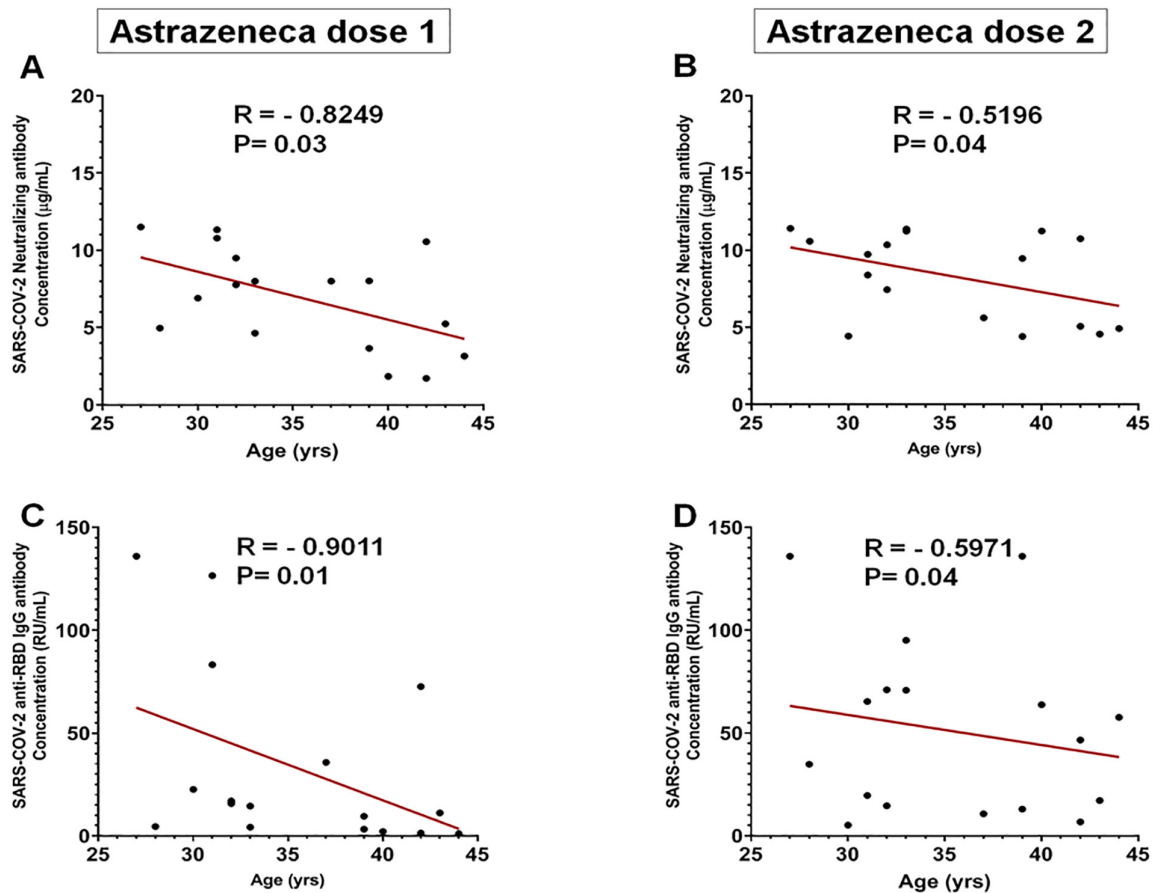 Astrazeneca dose 1
Astrazeneca dose 2
A
SARS-COV-2 Neutralizing antibody
Concentration (µg/mL)
20
15
10
5
0
R = - 0.8249
P= 0.03
25 30 35 40 45
Age (yrs)
B
SARS-COV-2 Neutralizing antibody
Concentration (µg/mL)
20
15
10
5
0
R = - 0.5196
P= 0.04
25 30 35 40 45
Age (yrs)
C
SARS-COV-2 anti-RBD IgG antibody
Concentration (RU/mL)
150
100
50
0
R = - 0.9011
P= 0.01
25 30 35 40 45
Age (yrs)
D
SARS-COV-2 anti-RBD IgG antibody
Concentration (RU/mL)
150
100
50
0
R = - 0.5971
P= 0.04
25 30 35 40 45
Age (yrs)